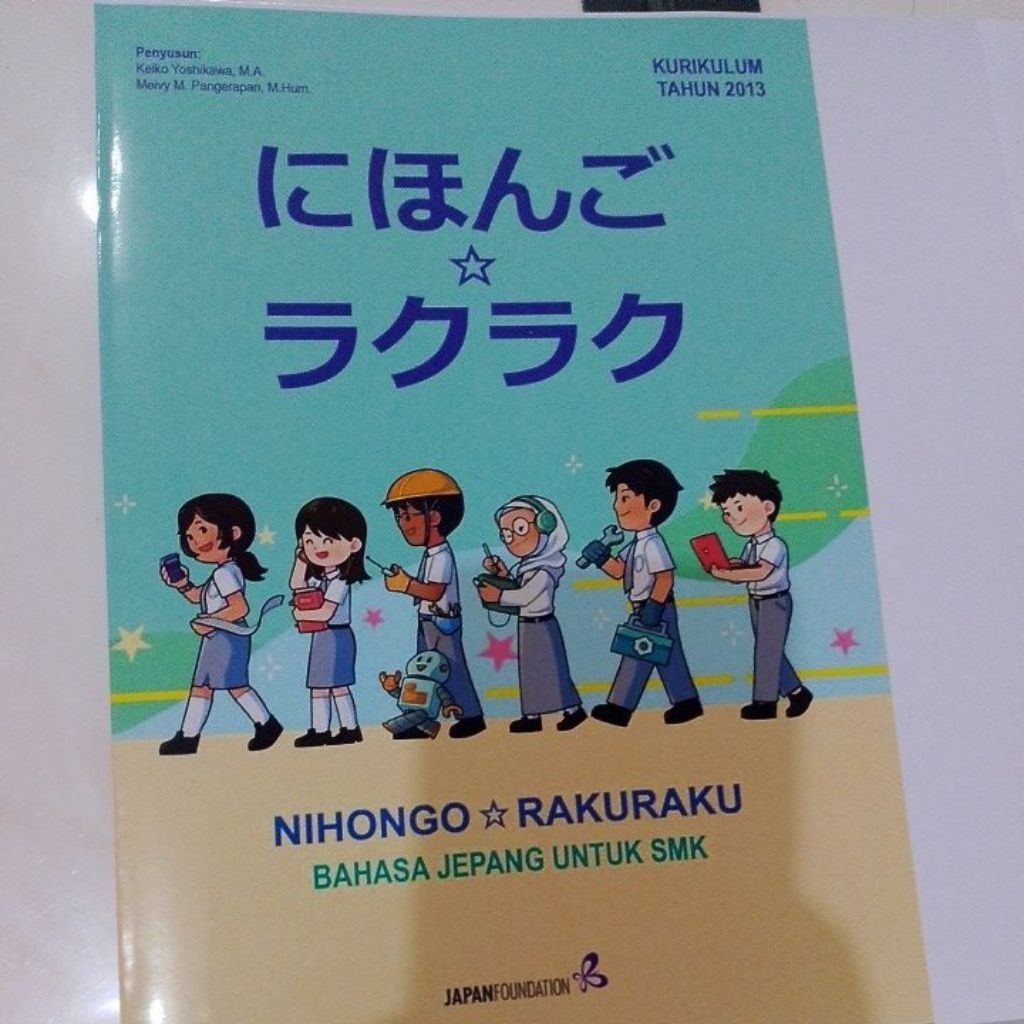 Penyusun:
Keiko Yoshikawa, M.A.
Meivy M. Pangerapan, M.Hum.
KURIKULUM
TAHUN 2013
にほんご
☆
ラクラク
NIHONGO ☆ RAKURAKU
BAHASA JEPANG UNTUK SMK
JAPANFOUNDATION